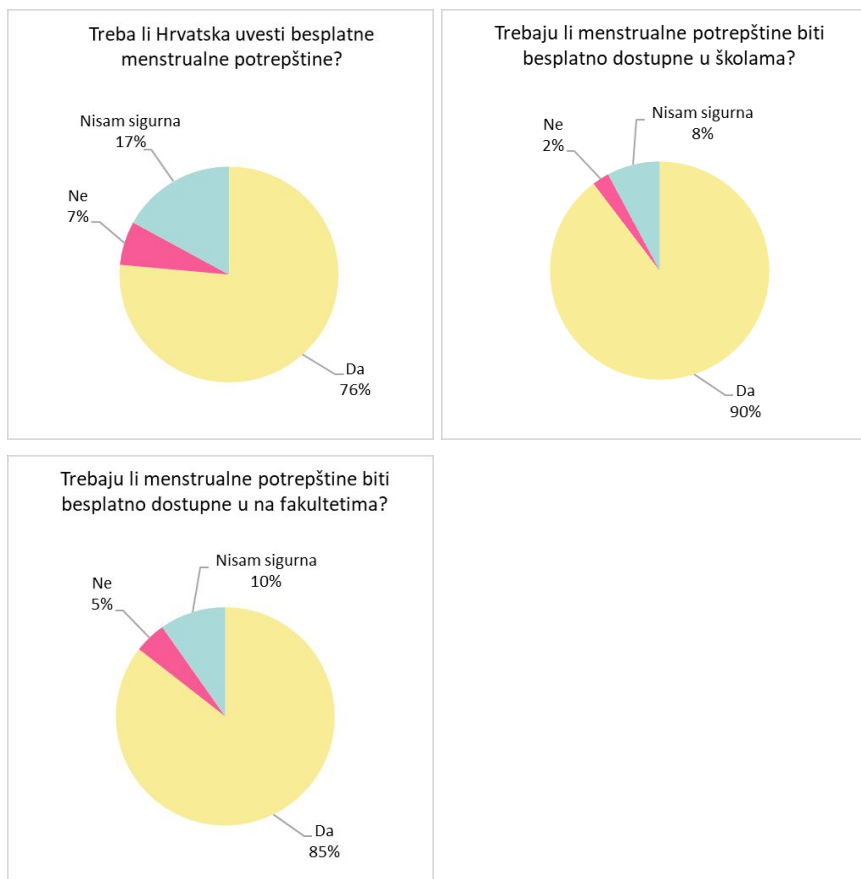 Treba li Hrvatska uvesti besplatne
menstrualne potrepštine?
Nisam sigurna
17%
Ne
7%
Da
76%
Trebaju li menstrualne potrepštine biti
besplatno dostupne u školama?
Nisam sigurna
8%
Ne
2%
Da
90%
Trebaju li menstrualne potrepštine biti
besplatno dostupne u na fakultetima?
Nisam sigurna
10%
Ne
5%
Da
85%